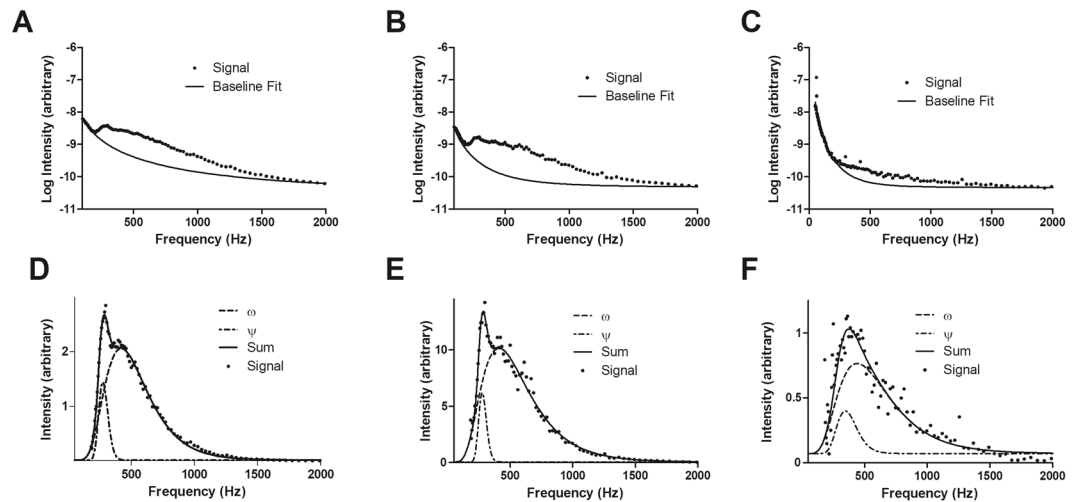 A
B
C
Log Intensity (arbitrary)
-6
-7
-8
-9
-10
-11
Signal
Baseline Fit
500
1000
1500
2000
Frequency (Hz)
Log Intensity (arbitrary)
-6
-7
-8
-9
-10
-11
Signal
Baseline Fit
500
1000
1500
2000
Frequency (Hz)
Log Intensity (arbitrary)
-6
-7
-8
-9
-10
-11
Signal
Baseline Fit
0
500
1000
1500
2000
Frequency (Hz)
D
E
F
Intensity (arbitrary)
2
1
ω
ψ
Sum
Signal
500
1000
1500
2000
Frequency (Hz)
Intensity (arbitrary)
10
5
0
ω
ψ
Sum
Signal
500
1000
1500
2000
Frequency (Hz)
Intensity (arbitrary)
1
0.5
0
ω
ψ
Sum
Signal
500
1000
1500
2000
Frequency (Hz)